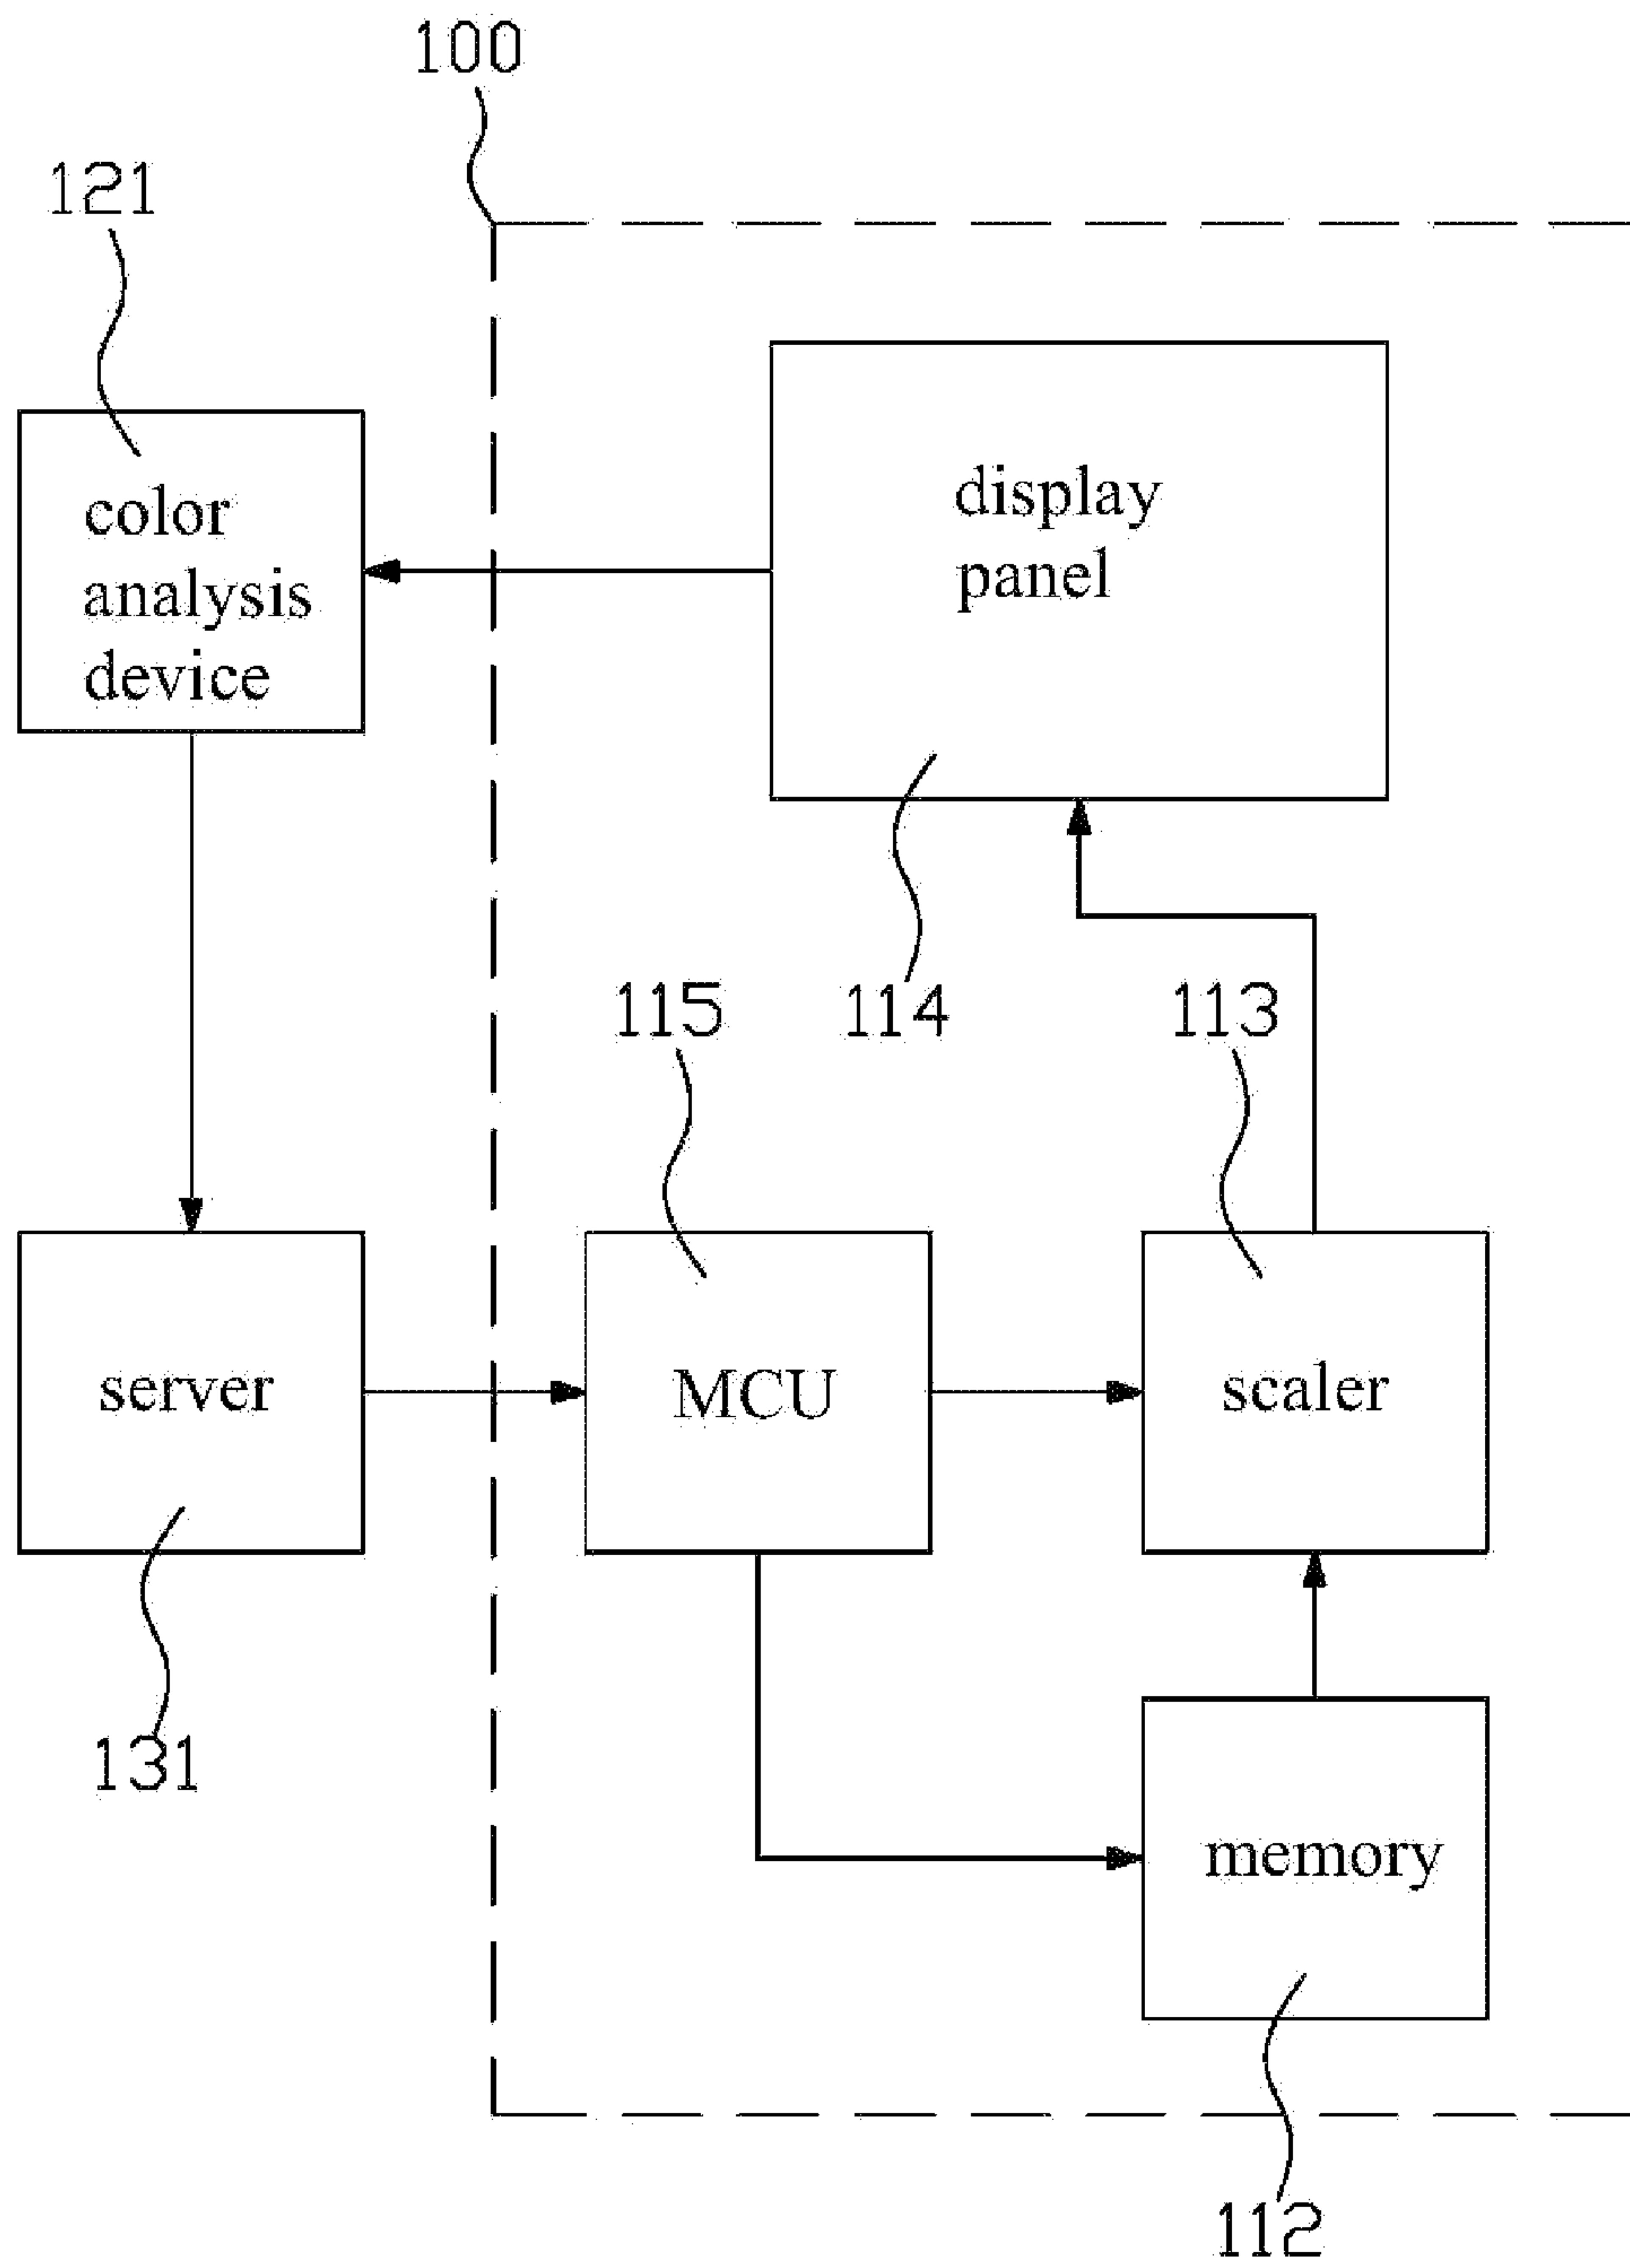 100
121
color
analysis
device
display
panel
115
114
113
server
MCU
scaler
131
memory
112